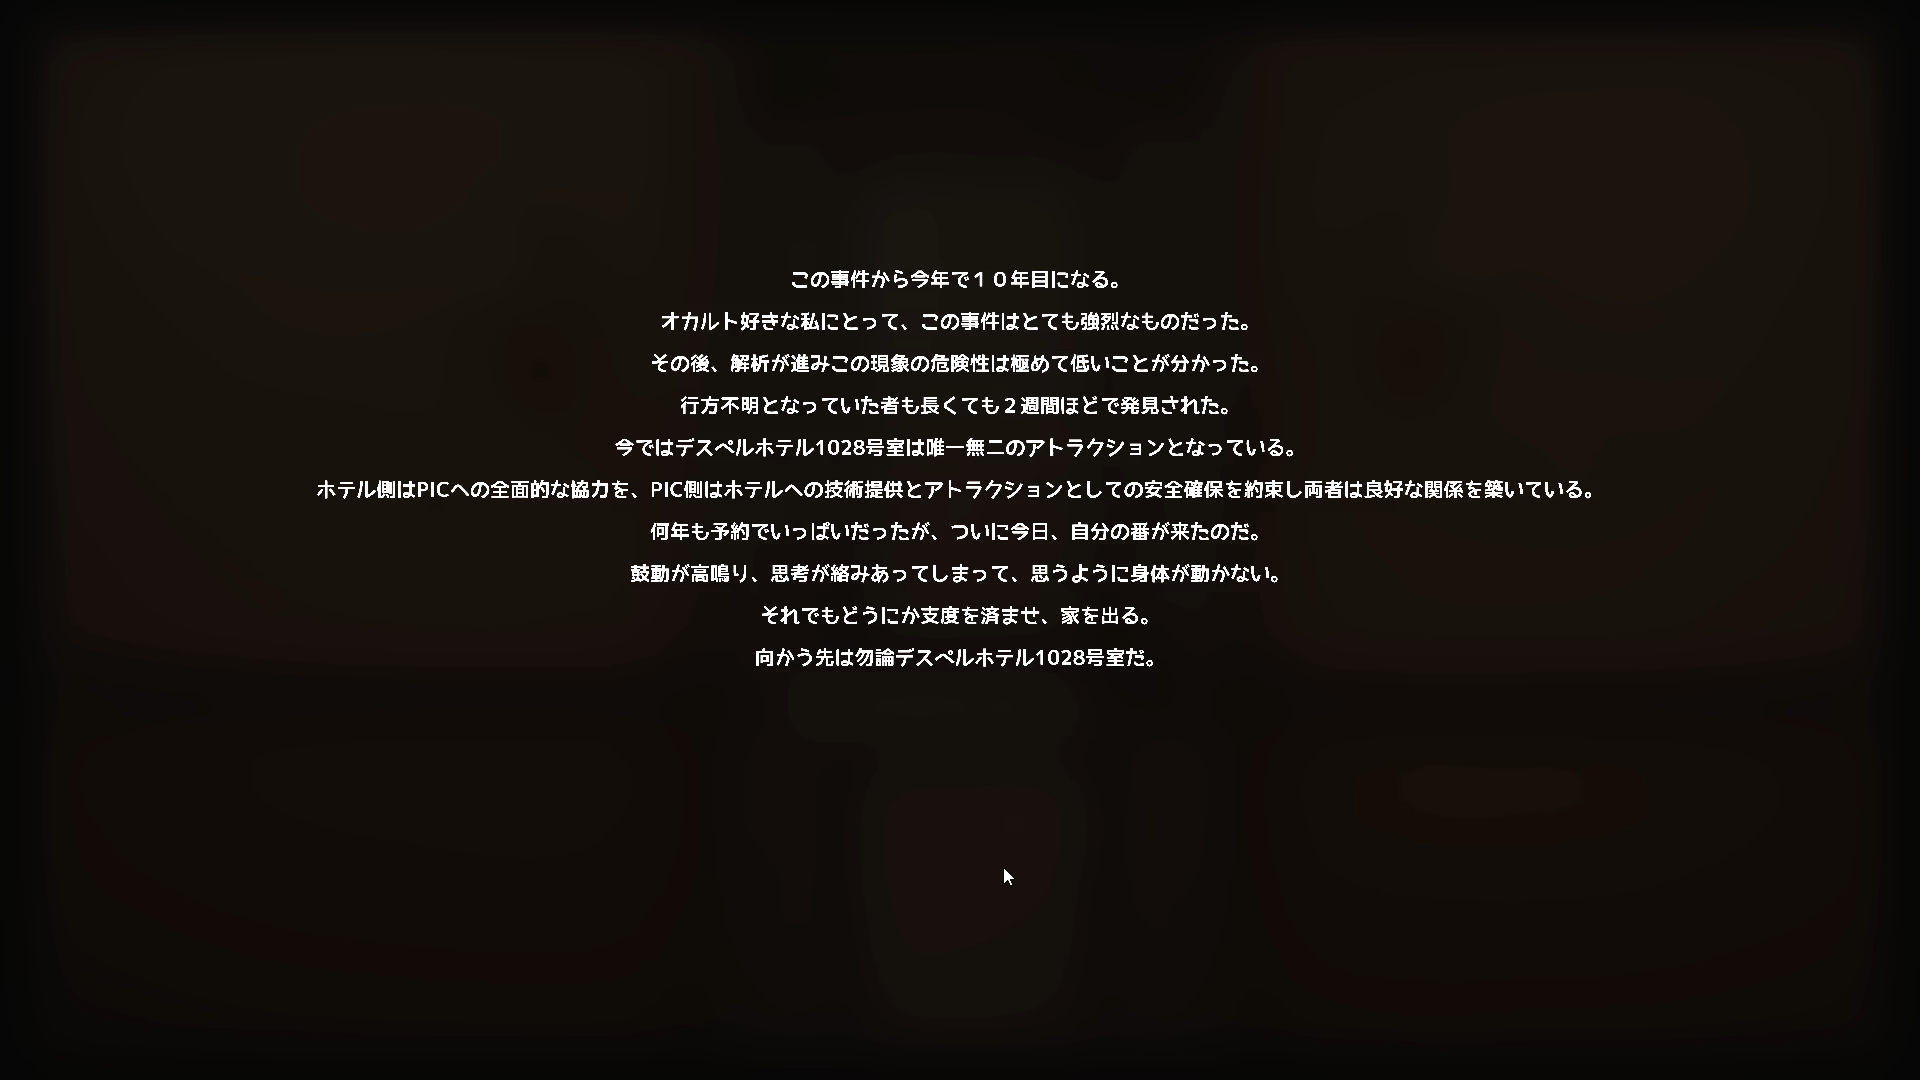 この事件から今年で１０年目になる。
オカルト好きな私にとって、この事件はとても強烈なものだった。
その後、解析が進みこの現象の危険性は極めて低いことが分かった。
行方不明となっていた者も長くても２週間ほどで発見された。
今ではデスペルホテル1028号室は唯一無二のアトラクションとなっている。
ホテル側はPICへの全面的な協力を、PIC側はホテルへの技術提供とアトラクションとしての安全確保を約束し両者は良好な関係を築いている。
何年も予約でいっぱいだったが、ついに今日、自分の番が来たのだ。
鼓動が高鳴り、思考が絡みあってしまって、思うように身体が動かない。
それでもどうにか支度を済ませ、家を出る。
向かう先は勿論デスペルホテル1028号室だ。